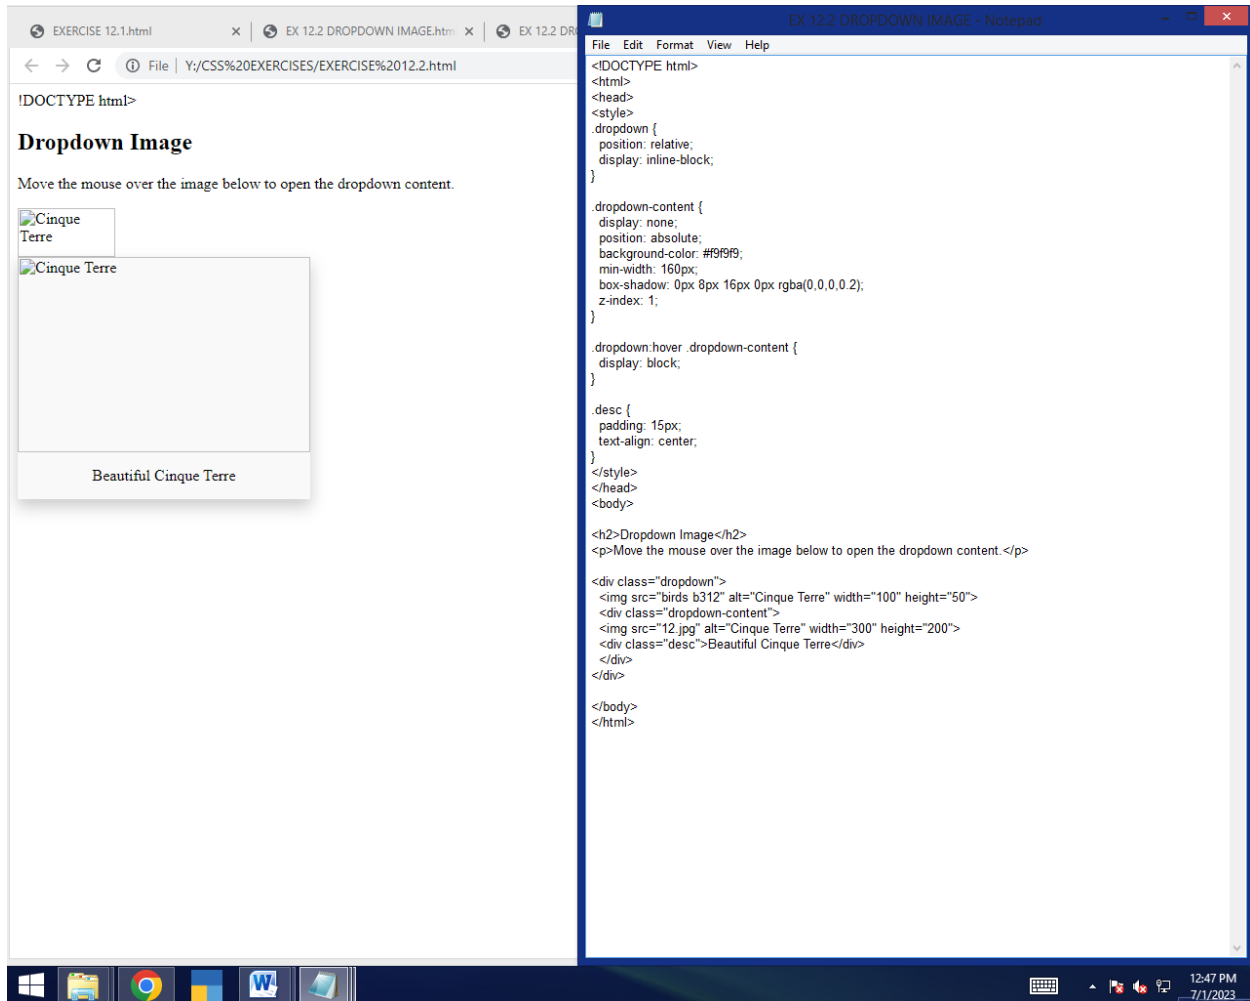 EXERCISE 12.1.html
EX 12.2 DROPDOWN IMAGE.htm
EX 12.2 DR
File
Y:/CSS%20EXERCISES/EXERCISE%2012.2.html
!DOCTYPE html>
Dropdown Image
Move the mouse over the image below to open the dropdown content.
Cinque
Terre
Cinque Terre
Beautiful Cinque Terre
EX 12.2 DROPDOWN IMAGE - Notepad
File Edit Format View Help
<!DOCTYPE html>
<html>
<head>
<style>
.dropdown {
  position: relative;
  display: inline-block;
}

.dropdown-content {
  display: none;
  position: absolute;
  background-color: #f9f9f9;
  min-width: 160px;
  box-shadow: 0px 8px 16px 0px rgba(0,0,0,0.2);
  z-index: 1;
}

.dropdown:hover .dropdown-content {
  display: block;
}

.desc {
  padding: 15px;
  text-align: center;
}
</style>
</head>
<body>

<h2>Dropdown Image</h2>
<p>Move the mouse over the image below to open the dropdown content.</p>

<div class="dropdown">
  <img src="birds b312" alt="Cinque Terre" width="100" height="50">
  <div class="dropdown-content">
  <img src="12.jpg" alt="Cinque Terre" width="300" height="200">
  <div class="desc">Beautiful Cinque Terre</div>
  </div>
</div>

</body>
</html>
12:47 PM
7/1/2023